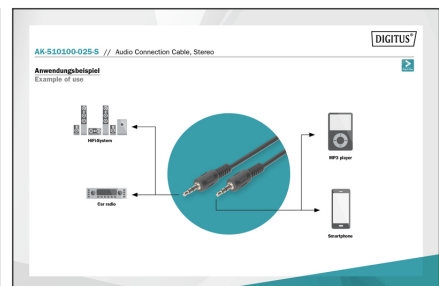 DIGITUS®
AK-510100-025-S // Audio Connection Cable, Stereo
Anwendungsbeispiel
Example of use
HiFi-System
MP3 player
Car radio
Smartphone